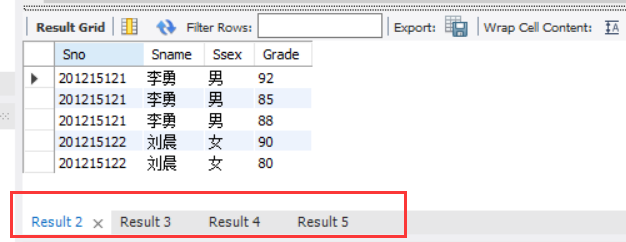 Result Grid Filter Rows: Export: Wrap Cell Content:
Sno Sname Ssex Grade
201215121 李勇 男 92
201215121 李勇 男 85
201215121 李勇 男 88
201215122 刘晨 女 90
201215122 刘晨 女 80
Result 2 × Result 3 Result 4 Result 5